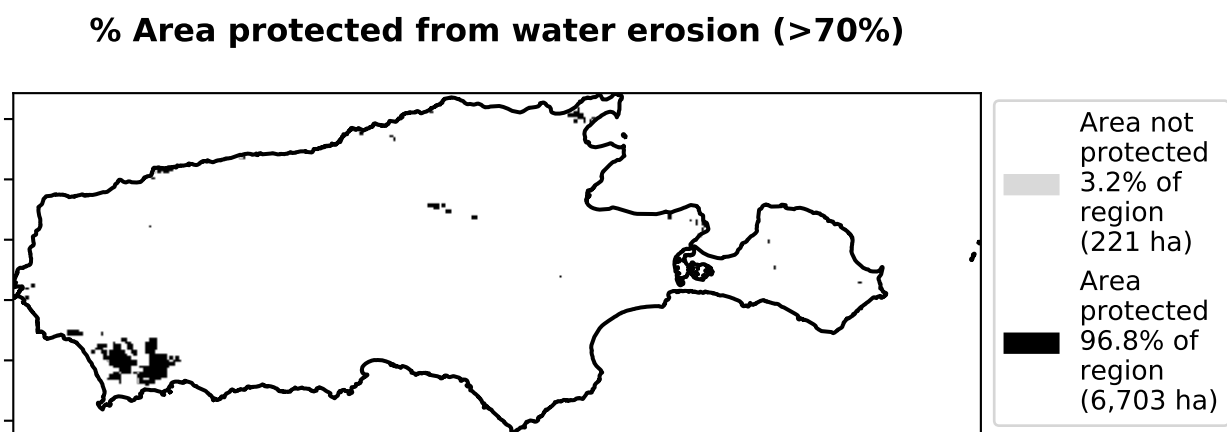 % Area protected from water erosion (>70%)
Area not
protected
3.2% of
region
(221 ha)
Area
protected
96.8% of
region
(6,703 ha)